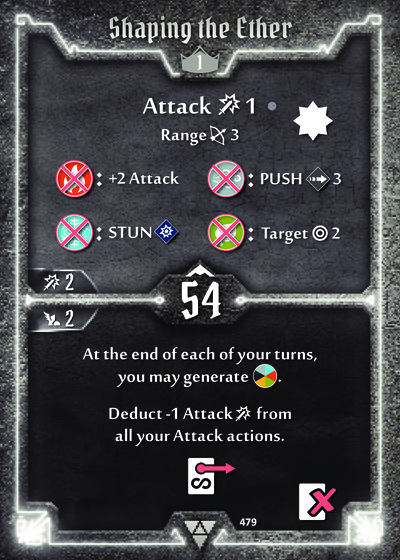 Shaping the Ether
1
Attack 1
Range 3
: +2 Attack : PUSH 3
: STUN : Target 2
2
54
2
At the end of each of your turns,
you may generate .
Deduct -1 Attack from
all your Attack actions.
479